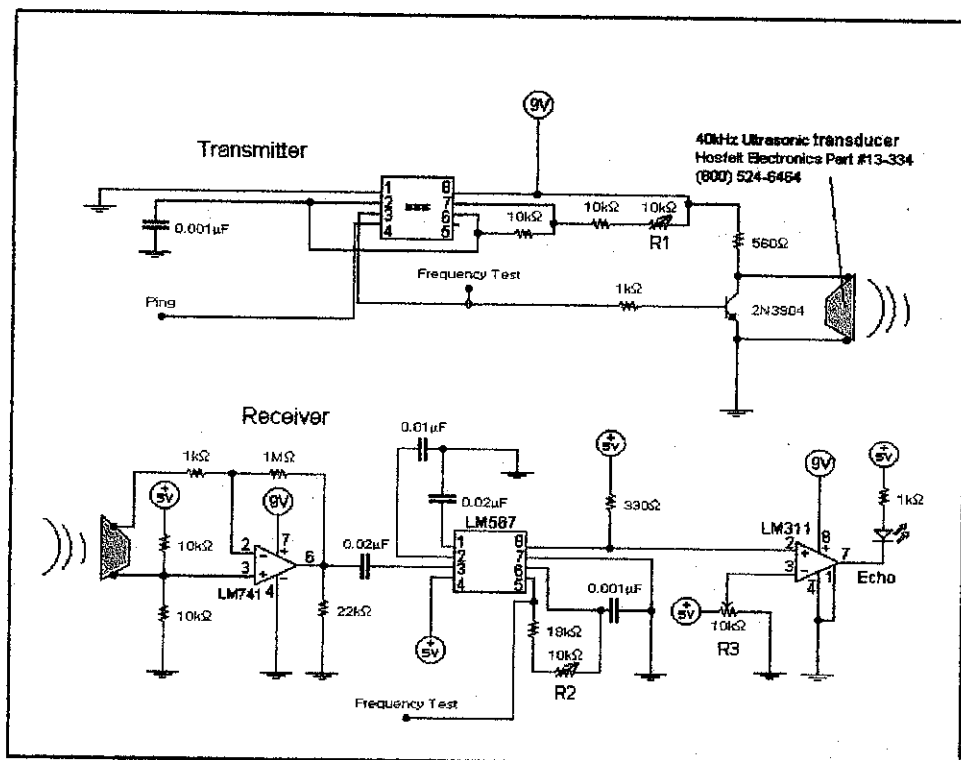 9V
Transmitter
40kHz Ultrasonic transducer
Hosfelt Electronics Part #13-334
(800) 524-6464
1 8
2 555 7
3 6
4 5
0.001µF
10kΩ
10kΩ
10kΩ
R1
560Ω
Frequency Test
1kΩ
Ping
2N3904
Receiver
0.01µF
1kΩ
1MΩ
+5V
9V
0.02µF
LM567
+5V
330Ω
9V
+5V
1kΩ
LM311
10kΩ
2
3
7
6
4
LM741
0.02µF
1 8
2 7
3 6
4 5
2
3
8
7
1
4
Echo
10kΩ
22kΩ
+5V
0.001µF
18kΩ
10kΩ
R2
+5V
10kΩ
R3
Frequency Test